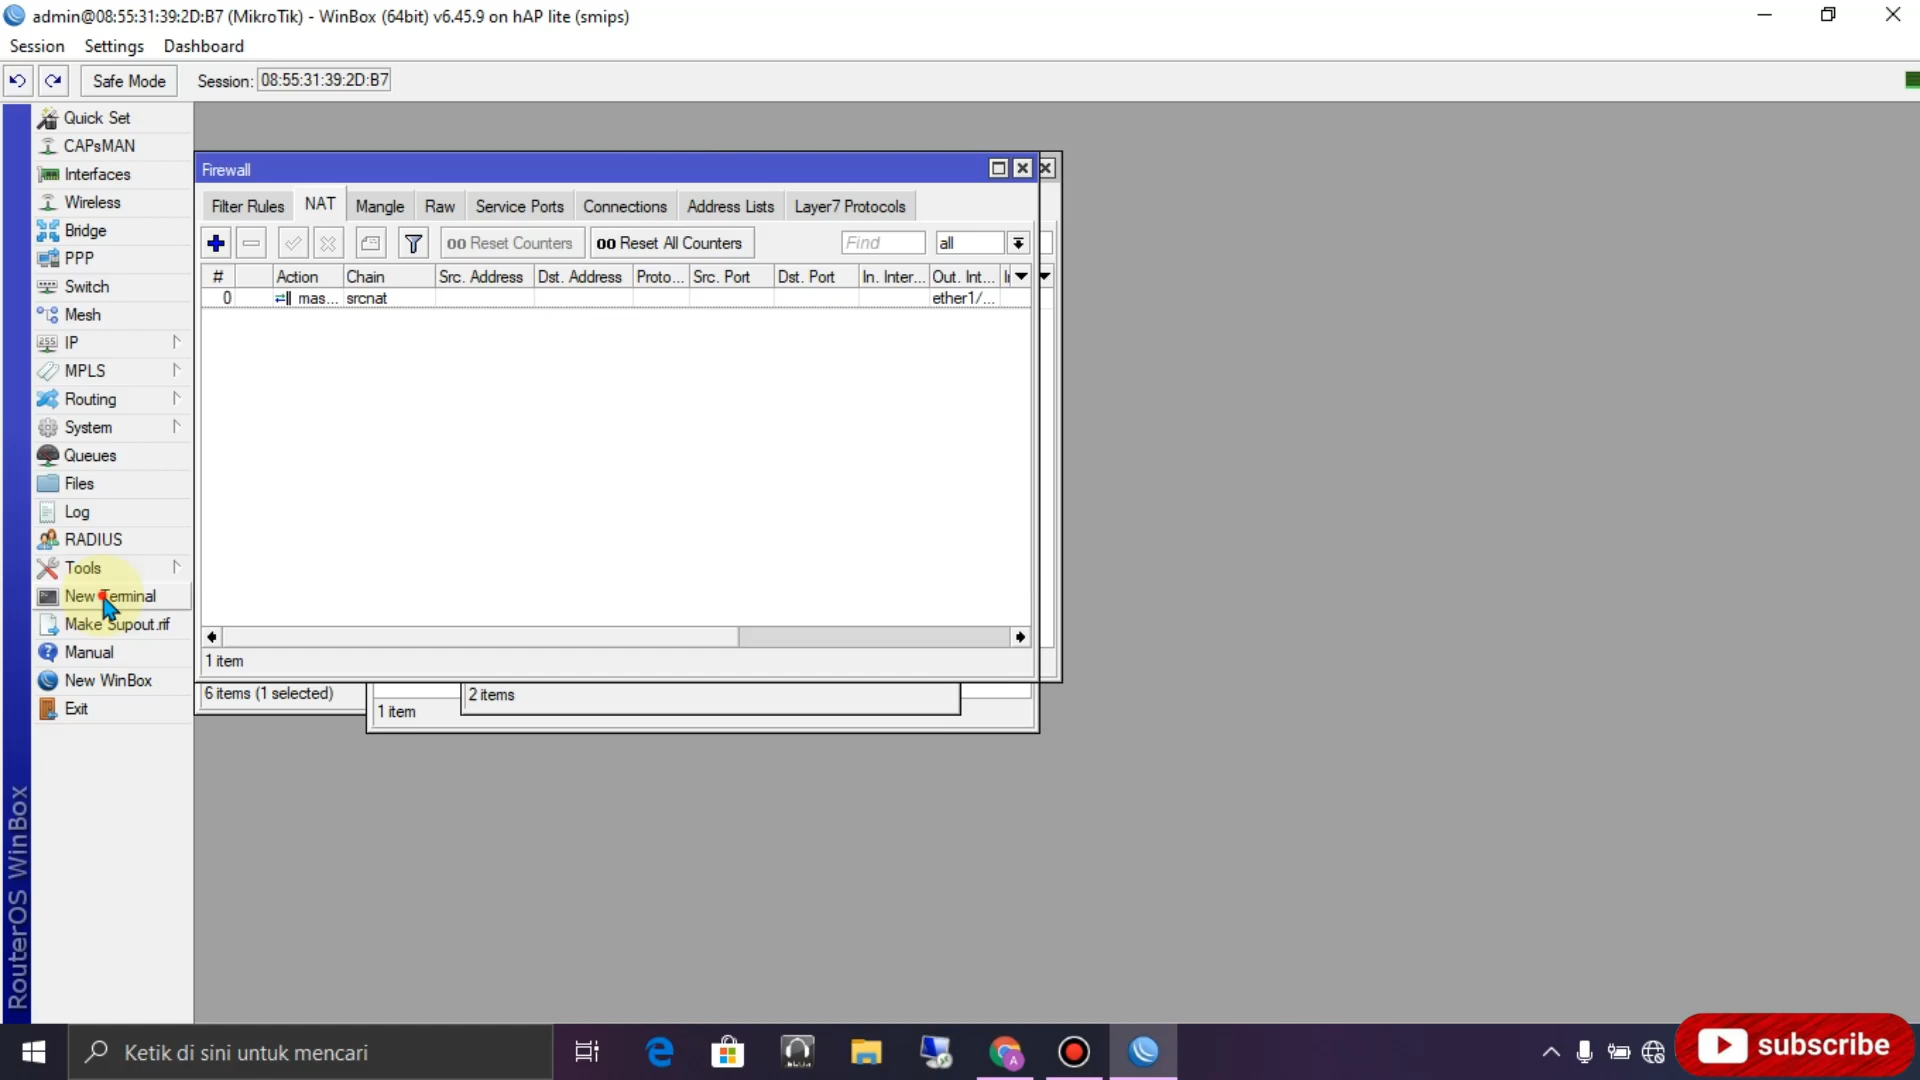 admin@08:55:31:39:2D:B7 (MikroTik) - WinBox (64bit) v6.45.9 on hAP lite (smips)
Session Settings Dashboard
Safe Mode Session: 08:55:31:39:2D:B7
Quick Set
CAPsMAN
Interfaces
Wireless
Bridge
PPP
Switch
Mesh
IP
MPLS
Routing
System
Queues
Files
Log
RADIUS
Tools
New Terminal
Make Supout.rif
Manual
New WinBox
Exit
RouterOS WinBox
Firewall
Filter Rules NAT Mangle Raw Service Ports Connections Address Lists Layer7 Protocols
00 Reset Counters 00 Reset All Counters Find all
# Action Chain Src. Address Dst. Address Proto... Src. Port Dst. Port In. Inter... Out. Int...
0 mas... srcnat ether1/...
1 item
6 items (1 selected)
2 items
1 item
Ketik di sini untuk mencari
subscribe